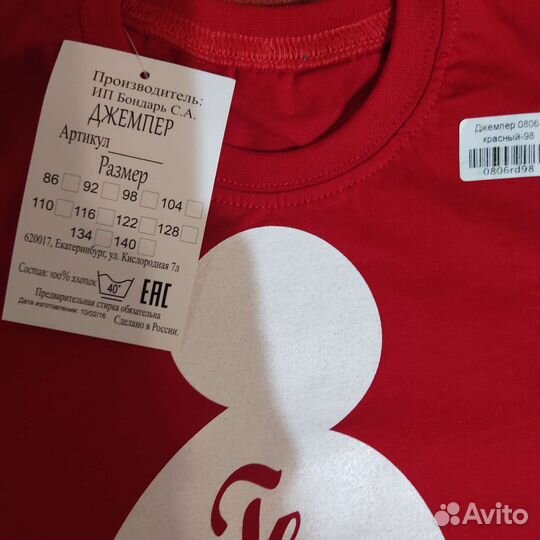 Производитель:
ИП Бондарь С.А.
ДЖЕМПЕР
Артикул
Размер
86 92 98 104
110 116 122 128
134 140
620017, Екатеринбург, ул. Кислородная 7л
Состав: 100% хлопок 40° EAC
Предварительная стирка обязательна
Дата изготовления: 10/02/16
Сделано в России.
Джемпер 0806-
красный-98
0806rd98
Avito